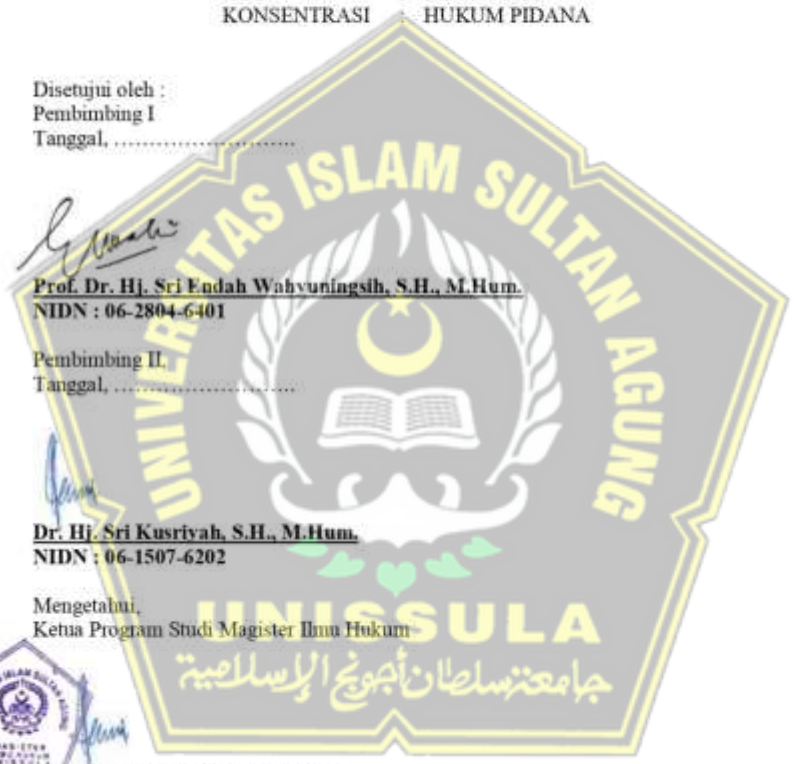 KONSENTRASI : HUKUM PIDANA
Disetujui oleh :
Pembimbing I
Tanggal, ............................
Prof. Dr. Hj. Sri Endah Wahyuningsih, S.H., M.Hum.
NIDN : 06-2804-6401
Pembimbing II,
Tanggal, ............................
Dr. Hj. Sri Kusriyah, S.H., M.Hum.
NIDN : 06-1507-6202
Mengetahui,
Ketua Program Studi Magister Ilmu Hukum
UNIVERSITAS ISLAM SULTAN AGUNG
UNISSULA
جامعة سلطان أجونج الإسلامية